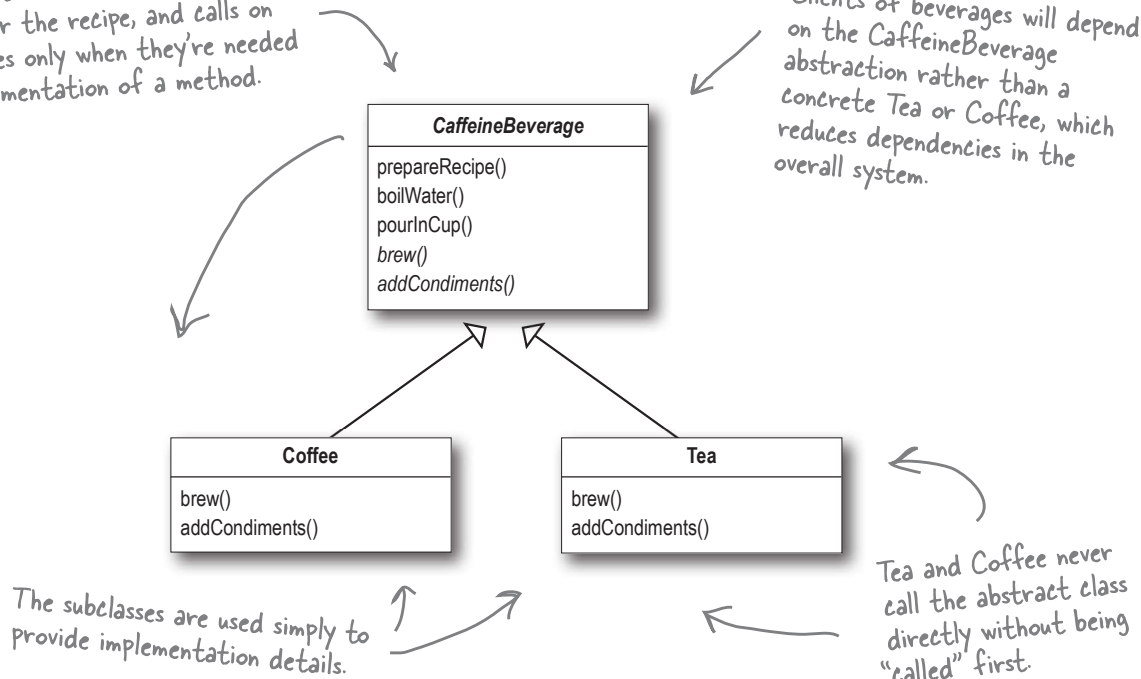 r the recipe, and calls on
es only when they're needed
mentation of a method.
Clients of beverages will depend
on the CaffeineBeverage
abstraction rather than a
concrete Tea or Coffee, which
reduces dependencies in the
overall system.
CaffeineBeverage
prepareRecipe()
boilWater()
pourInCup()
brew()
addCondiments()
Coffee
brew()
addCondiments()
Tea
brew()
addCondiments()
The subclasses are used simply to
provide implementation details.
Tea and Coffee never
call the abstract class
directly without being
"called" first.